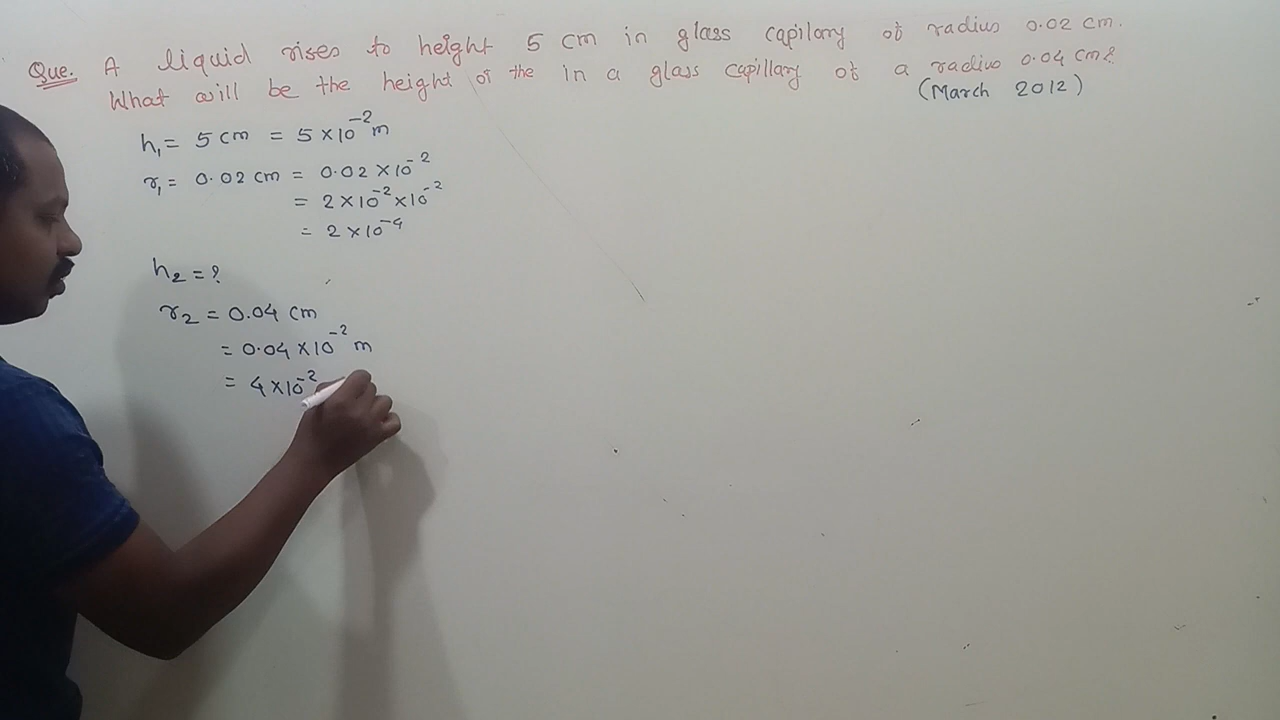 Que. A liquid rises to height 5 cm in glass capilary of radius 0.02 cm.
What will be the height of the in a glass capillary of a radius 0.04 cm?
(March 2012)
h₁ = 5 cm = 5 × 10⁻² m
r₁ = 0.02 cm = 0.02 × 10⁻²
= 2 × 10⁻² × 10⁻²
= 2 × 10⁻⁴
h₂ = ?
r₂ = 0.04 cm
= 0.04 × 10⁻² m
= 4 × 10⁻²